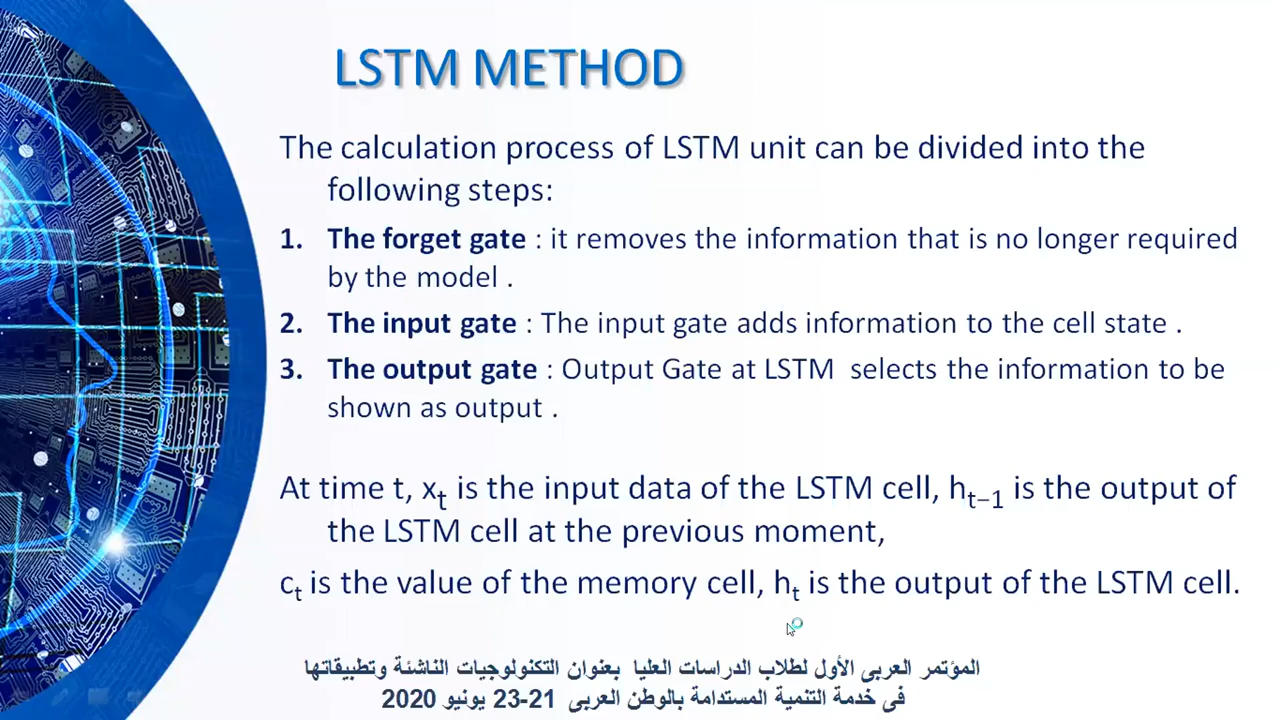 LSTM METHOD
The calculation process of LSTM unit can be divided into the
following steps:
1. The forget gate : it removes the information that is no longer required
by the model .
2. The input gate : The input gate adds information to the cell state .
3. The output gate : Output Gate at LSTM selects the information to be
shown as output .
At time t, xₜ is the input data of the LSTM cell, hₜ₋₁ is the output of
the LSTM cell at the previous moment,
cₜ is the value of the memory cell, hₜ is the output of the LSTM cell.
المؤتمر العربى الأول لطلاب الدراسات العليا بعنوان التكنولوجيات الناشئة وتطبيقاتها
فى خدمة التنمية المستدامة بالوطن العربى 21-23 يونيو 2020